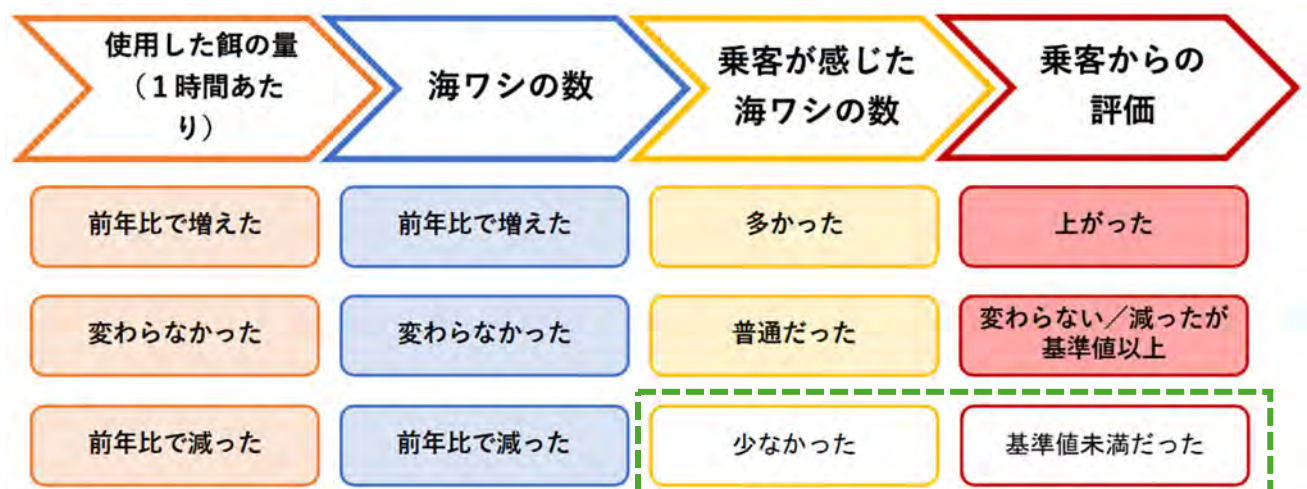 使用した餌の量
（１時間あた
り）
海ワシの数
乗客が感じた
海ワシの数
乗客からの
評価
前年比で増えた
前年比で増えた
多かった
上がった
変わらなかった
変わらなかった
普通だった
変わらない／減ったが
基準値以上
前年比で減った
前年比で減った
少なかった
基準値未満だった